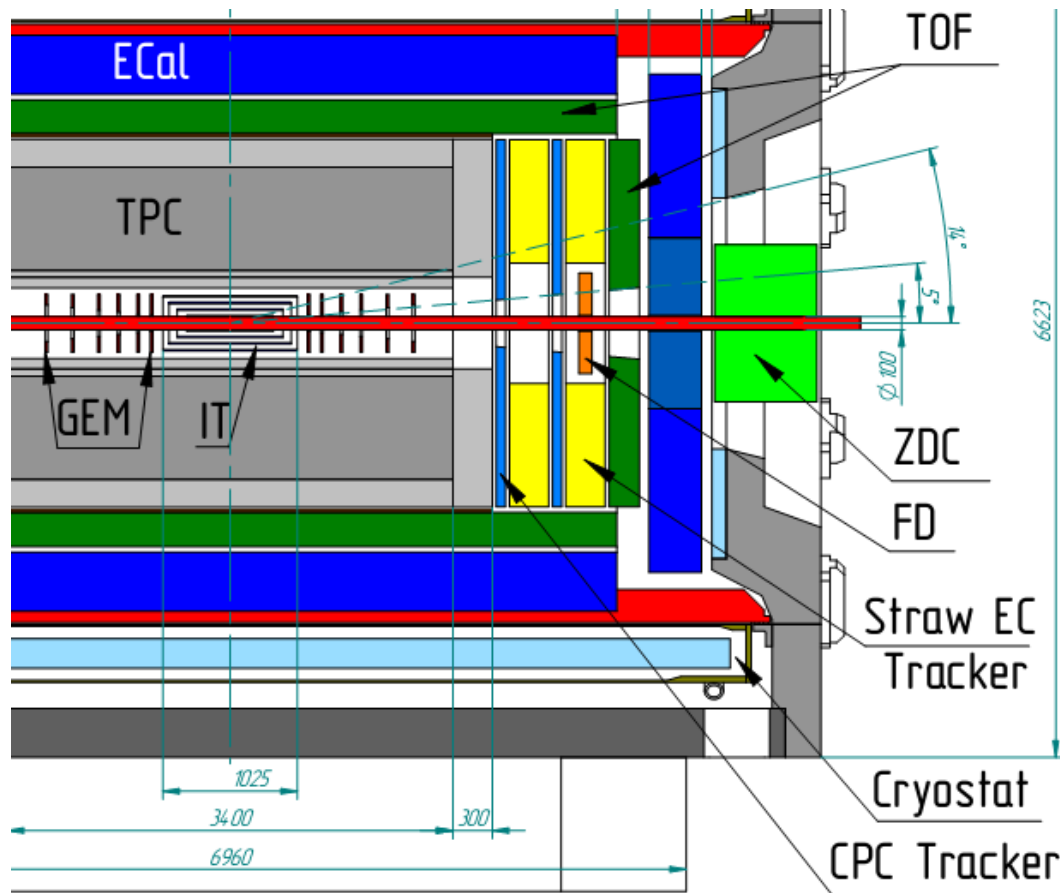 TOF
ECal
TPC
14°
5°
6623
Ø 100
GEM
IT
ZDC
FD
Straw EC
Tracker
1025
Cryostat
3400
300
6960
CPC Tracker